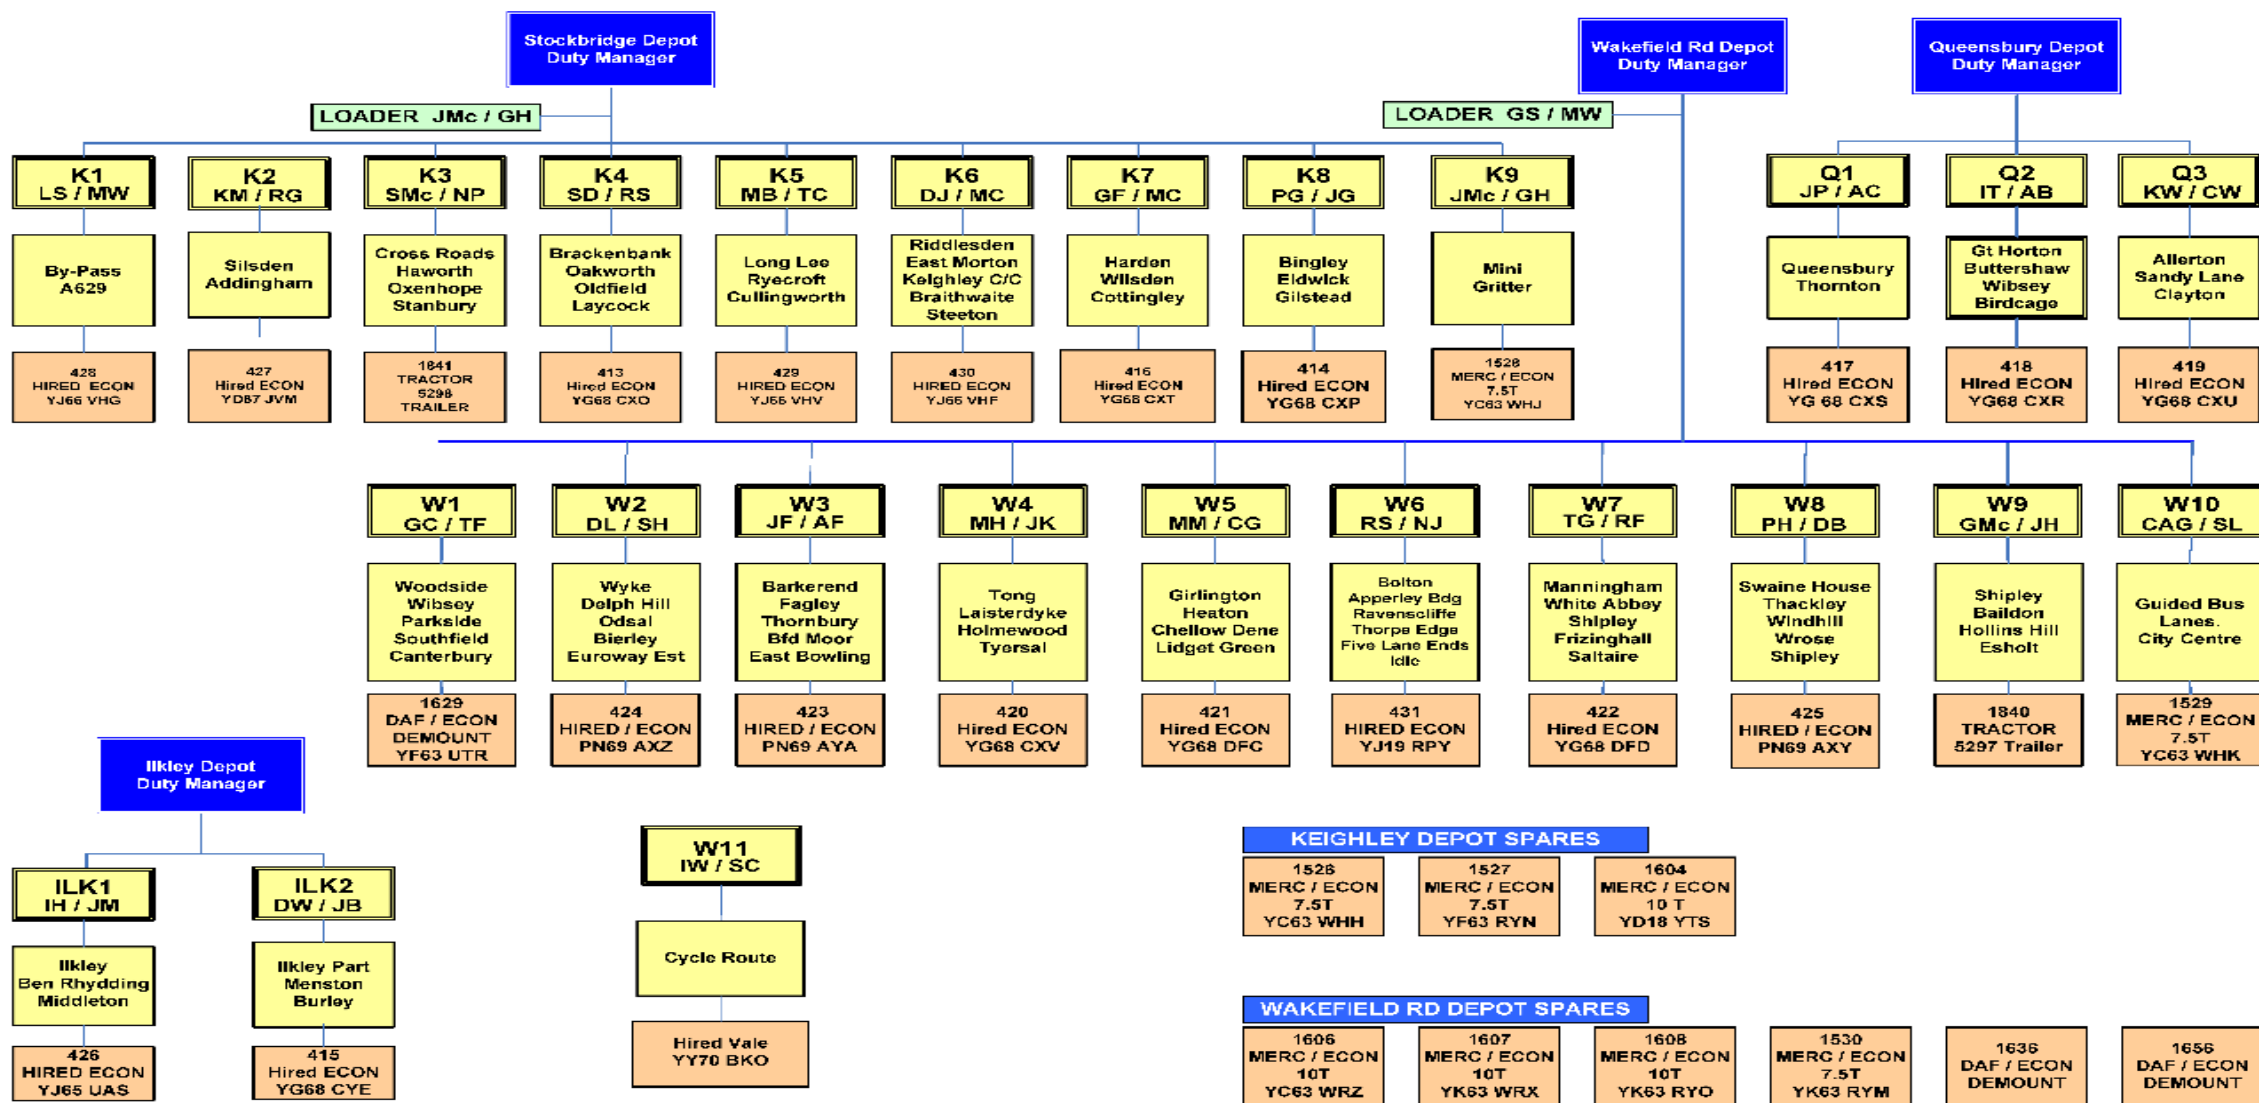 Stockbridge Depot
Duty Manager
Wakefield Rd Depot
Duty Manager
Queensbury Depot
Duty Manager
LOADER JMc / GH
LOADER GS / MW
K1
LS / MW
K2
KM / RG
K3
SMc / NP
K4
SD / RS
K5
MB / TC
K6
DJ / MC
K7
GF / MC
K8
PG / JG
K9
JMc / GH
Q1
JP / AC
Q2
IT / AB
Q3
KW / CW
By-Pass
A629
Silsden
Addingham
Cross Roads
Haworth
Oxenhope
Stanbury
Brackenbank
Oakworth
Oldfield
Laycock
Long Lee
Ryecroft
Cullingworth
Riddlesden
East Morton
Keighley C/C
Braithwaite
Steeton
Harden
Wilsden
Cottingley
Bingley
Eldwick
Gilstead
Mini
Gritter
Queensbury
Thornton
Gt Horton
Buttershaw
Wibsey
Birdcage
Allerton
Sandy Lane
Clayton
428
HIRED ECON
YJ66 VHG
427
Hired ECON
YD67 JVM
1841
TRACTOR
5298
TRAILER
413
Hired ECON
YG68 CXO
429
HIRED ECON
YJ66 VHV
430
HIRED ECON
YJ66 VHF
416
Hired ECON
YG68 CXT
414
Hired ECON
YG68 CXP
1528
MERC / ECON
7.5T
YC63 WHJ
417
Hired ECON
YG 68 CXS
418
Hired ECON
YG68 CXR
419
Hired ECON
YG68 CXU
W1
GC / TF
W2
DL / SH
W3
JF / AF
W4
MH / JK
W5
MM / CG
W6
RS / NJ
W7
TG / RF
W8
PH / DB
W9
GMc / JH
W10
CAG / SL
Woodside
Wibsey
Parkside
Southfield
Canterbury
Wyke
Delph Hill
Odsal
Bierley
Euroway Est
Barkerend
Fagley
Thornbury
Bfd Moor
East Bowling
Tong
Laisterdyke
Holmewood
Tyersal
Girlington
Heaton
Chellow Dene
Lidget Green
Bolton
Apperley Bdg
Ravenscliffe
Thorpe Edge
Five Lane Ends
Idle
Manningham
White Abbey
Shipley
Frizinghall
Saltaire
Swaine House
Thackley
Windhill
Wrose
Shipley
Shipley
Baildon
Hollins Hill
Esholt
Guided Bus
Lanes.
City Centre
1629
DAF / ECON
DEMOUNT
YF63 UTR
424
HIRED / ECON
PN69 AXZ
423
HIRED / ECON
PN69 AYA
420
Hired ECON
YG68 CXV
421
Hired ECON
YG68 DFC
431
HIRED ECON
YJ19 RPY
422
Hired ECON
YG68 DFD
425
HIRED / ECON
PN69 AXY
1840
TRACTOR
5297 Trailer
1529
MERC / ECON
7.5T
YC63 WHK
Ilkley Depot
Duty Manager
ILK1
IH / JM
ILK2
DW / JB
Ilkley
Ben Rhydding
Middleton
Ilkley Part
Menston
Burley
426
HIRED ECON
YJ65 UAS
415
Hired ECON
YG68 CYE
W11
IW / SC
Cycle Route
Hired Vale
YY70 BKO
KEIGHLEY DEPOT SPARES
1526
MERC / ECON
7.5T
YC63 WHH
1527
MERC / ECON
7.5T
YF63 RYN
1604
MERC / ECON
10 T
YD18 YTS
WAKEFIELD RD DEPOT SPARES
1606
MERC / ECON
10T
YC63 WRZ
1607
MERC / ECON
10T
YK63 WRX
1608
MERC / ECON
10T
YK63 RYO
1530
MERC / ECON
7.5T
YK63 RYM
1636
DAF / ECON
DEMOUNT
1656
DAF / ECON
DEMOUNT